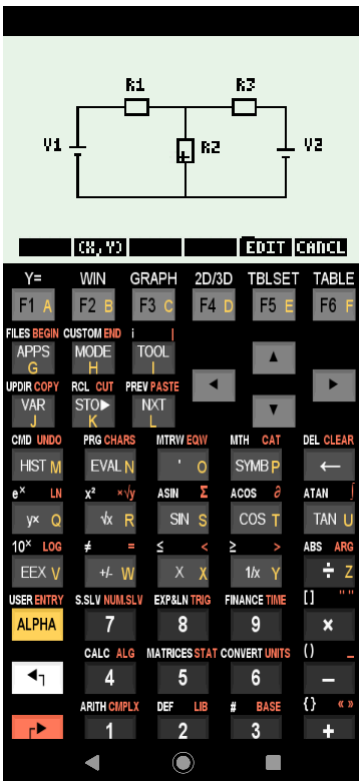 R1 R3
V1 R2 V2
(X,Y) EDIT CANCL
Y= WIN GRAPH 2D/3D TBLSET TABLE
F1 A F2 B F3 C F4 D F5 E F6 F
FILES BEGIN CUSTOM END i |
APPS G MODE H TOOL I ▲
UPDIR COPY RCL CUT PREV PASTE
VAR J STO▶ K NXT L ◀ ▼ ▶
CMD UNDO PRG CHARS MTRW EQW MTH CAT DEL CLEAR
HIST M EVAL N ' O SYMB P ←
eˣ LN x² ˣ√y ASIN Σ ACOS ∂ ATAN ∫
yˣ Q √x R SIN S COS T TAN U
10ˣ LOG ≠ = ≤ < ≥ > ABS ARG
EEX V +/- W X X 1/x Y ÷ Z
USER ENTRY S.SLV NUM.SLV EXP&LN TRIG FINANCE TIME [ ] " "
ALPHA 7 8 9 ×
CALC ALG MATRICES STAT CONVERT UNITS ( ) _
4 5 6 −
ARITH CMPLX DEF LIB # BASE { } « »
1 2 3 +